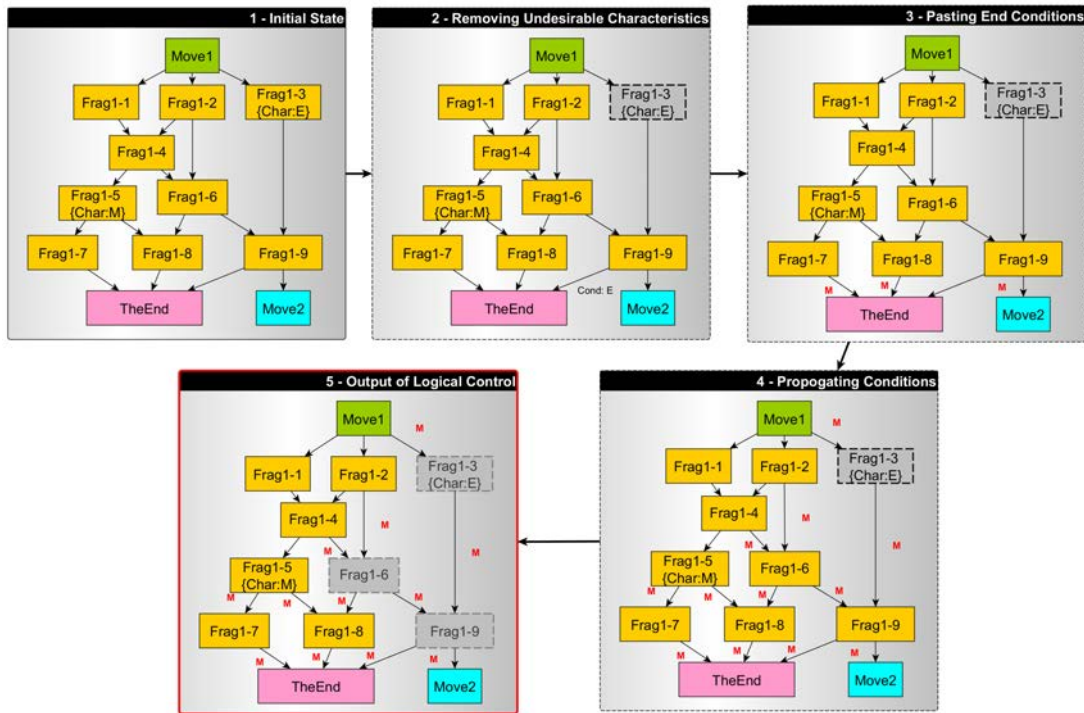 1 - Initial State
Move1
Frag1-1
Frag1-2
Frag1-3
{Char:E}
Frag1-4
Frag1-5
{Char:M}
Frag1-6
Frag1-7
Frag1-8
Frag1-9
TheEnd
Move2
2 - Removing Undesirable Characteristics
Move1
Frag1-1
Frag1-2
Frag1-3
{Char:E}
Frag1-4
Frag1-5
{Char:M}
Frag1-6
Frag1-7
Frag1-8
Frag1-9
Cond: E
TheEnd
Move2
3 - Pasting End Conditions
Move1
Frag1-1
Frag1-2
Frag1-3
{Char:E}
Frag1-4
Frag1-5
{Char:M}
Frag1-6
Frag1-7
Frag1-8
Frag1-9
M
M
M
TheEnd
Move2
5 - Output of Logical Control
Move1
M
Frag1-1
Frag1-2
Frag1-3
{Char:E}
Frag1-4
M
M
M
Frag1-5
{Char:M}
Frag1-6
M
M
M
M
Frag1-7
Frag1-8
Frag1-9
M
M
M
M
TheEnd
Move2
4 - Propogating Conditions
Move1
M
Frag1-1
Frag1-2
Frag1-3
{Char:E}
Frag1-4
M
M
M
Frag1-5
{Char:M}
Frag1-6
M
M
M
M
Frag1-7
Frag1-8
Frag1-9
M
M
M
M
TheEnd
Move2